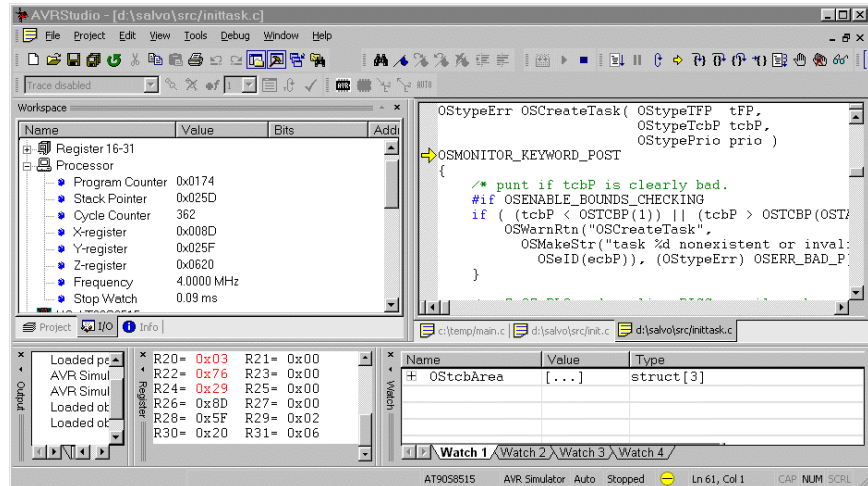 AVRStudio - [d:\salvo\src/inittask.c]
File Project Edit View Tools Debug Window Help
Trace disabled 1 AUTO
Workspace
Name Value Bits
Register 16-31
Processor
Program Counter 0x0174
Stack Pointer 0x025D
Cycle Counter 362
X-register 0x008D
Y-register 0x025F
Z-register 0x0620
Frequency 4.0000 MHz
Stop Watch 0.09 ms
Project I/O Info
OStypeErr OSCreateTask( OStypeTFP tFP,
OStypeTcbP tcbP,
OStypePrio prio )
OSMONITOR_KEYWORD_POST
{
/* punt if tcbP is clearly bad.
#if OSENABLE_BOUNDS_CHECKING
if ( (tcbP < OSTCBP(1)) || (tcbP > OSTCBP(OSTA
OSWarnRtn("OSCreateTask",
OSMakeStr("task %d nonexistent or inval
OSeID(ecbP)), (OStypeErr) OSERR_BAD_P
}
c:\temp/main.c d:\salvo\src/init.c d:\salvo\src/inittask.c
Output
Loaded pa
AVR Simul
AVR Simul
Loaded ob
Loaded ob
Register
R20= 0x03 R21= 0x00
R22= 0x76 R23= 0x00
R24= 0x29 R25= 0x00
R26= 0x8D R27= 0x00
R28= 0x5F R29= 0x02
R30= 0x20 R31= 0x06
Watch
Name Value Type
OStcbArea [...] struct[3]
Watch 1 Watch 2 Watch 3 Watch 4
AT90S8515 AVR Simulator Auto Stopped Ln 61, Col 1 CAP NUM SCRL